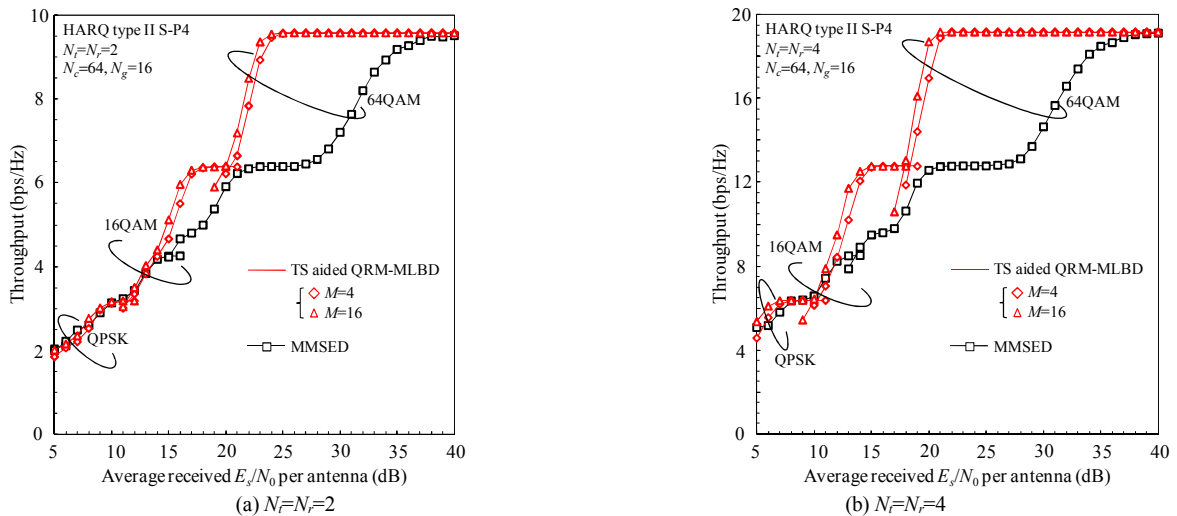 HARQ type II S-P4
Nt=Nr=2
Nc=64, Ng=16
64QAM
16QAM
QPSK
TS aided QRM-MLBD
M=4
M=16
MMSED
Throughput (bps/Hz)
10
8
6
4
2
0
5 10 15 20 25 30 35 40
Average received Es/N0 per antenna (dB)
(a) Nt=Nr=2
HARQ type II S-P4
Nt=Nr=4
Nc=64, Ng=16
64QAM
16QAM
QPSK
TS aided QRM-MLBD
M=4
M=16
MMSED
Throughput (bps/Hz)
20
16
12
8
4
0
5 10 15 20 25 30 35 40
Average received Es/N0 per antenna (dB)
(b) Nt=Nr=4